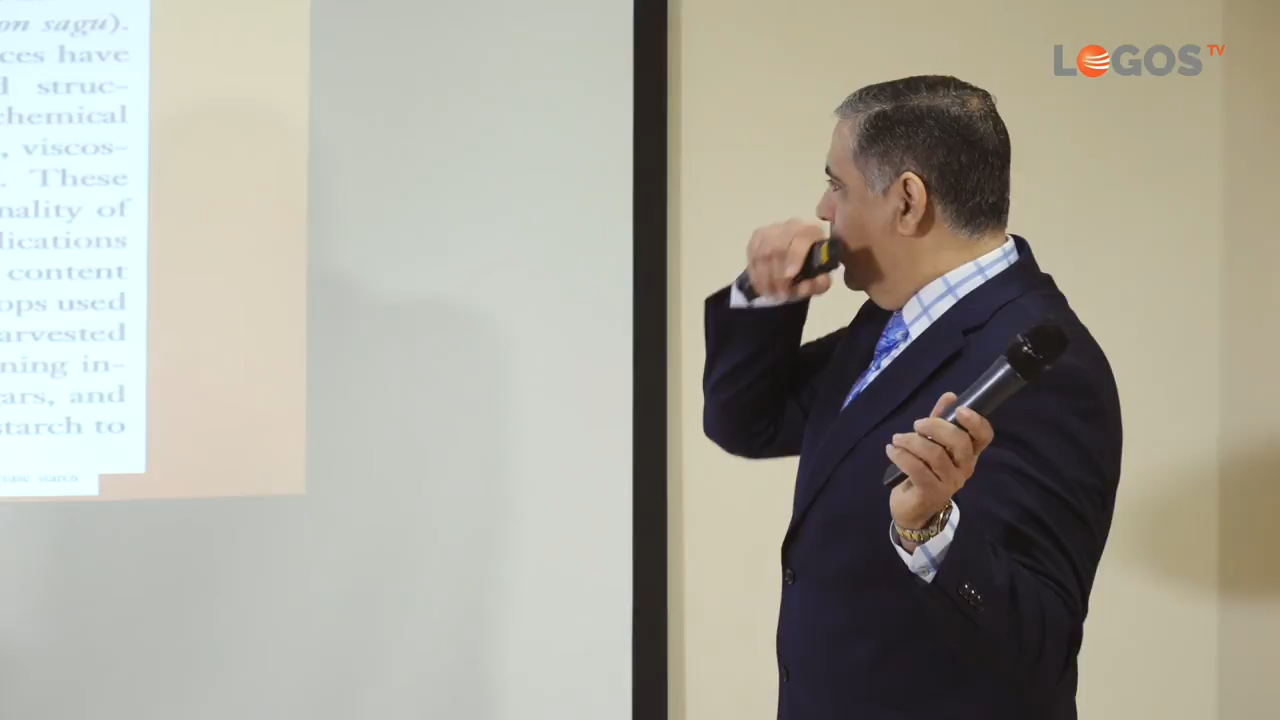 on sagu).
ces have
d struc-
chemical
, viscos-
. These
nality of
lications
content
ops used
arvested
ning in-
ars, and
starch to
starch
LOGOS TV